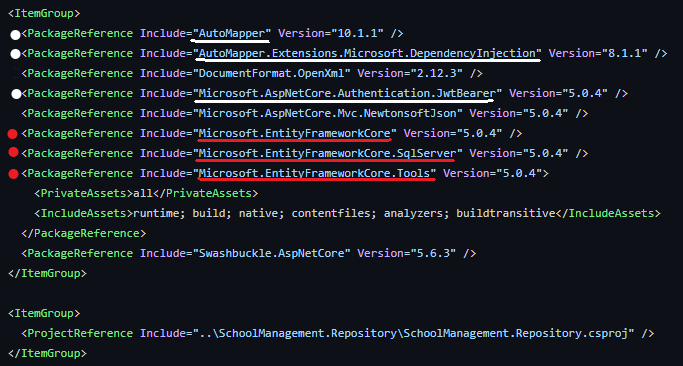 <ItemGroup>
<PackageReference Include="AutoMapper" Version="10.1.1" />
<PackageReference Include="AutoMapper.Extensions.Microsoft.DependencyInjection" Version="8.1.1" />
<PackageReference Include="DocumentFormat.OpenXml" Version="2.12.3" />
<PackageReference Include="Microsoft.AspNetCore.Authentication.JwtBearer" Version="5.0.4" />
<PackageReference Include="Microsoft.AspNetCore.Mvc.NewtonsoftJson" Version="5.0.4" />
<PackageReference Include="Microsoft.EntityFrameworkCore" Version="5.0.4" />
<PackageReference Include="Microsoft.EntityFrameworkCore.SqlServer" Version="5.0.4" />
<PackageReference Include="Microsoft.EntityFrameworkCore.Tools" Version="5.0.4">
<PrivateAssets>all</PrivateAssets>
<IncludeAssets>runtime; build; native; contentfiles; analyzers; buildtransitive</IncludeAssets>
</PackageReference>
<PackageReference Include="Swashbuckle.AspNetCore" Version="5.6.3" />
</ItemGroup>
<ItemGroup>
<ProjectReference Include="..\SchoolManagement.Repository\SchoolManagement.Repository.csproj" />
</ItemGroup>